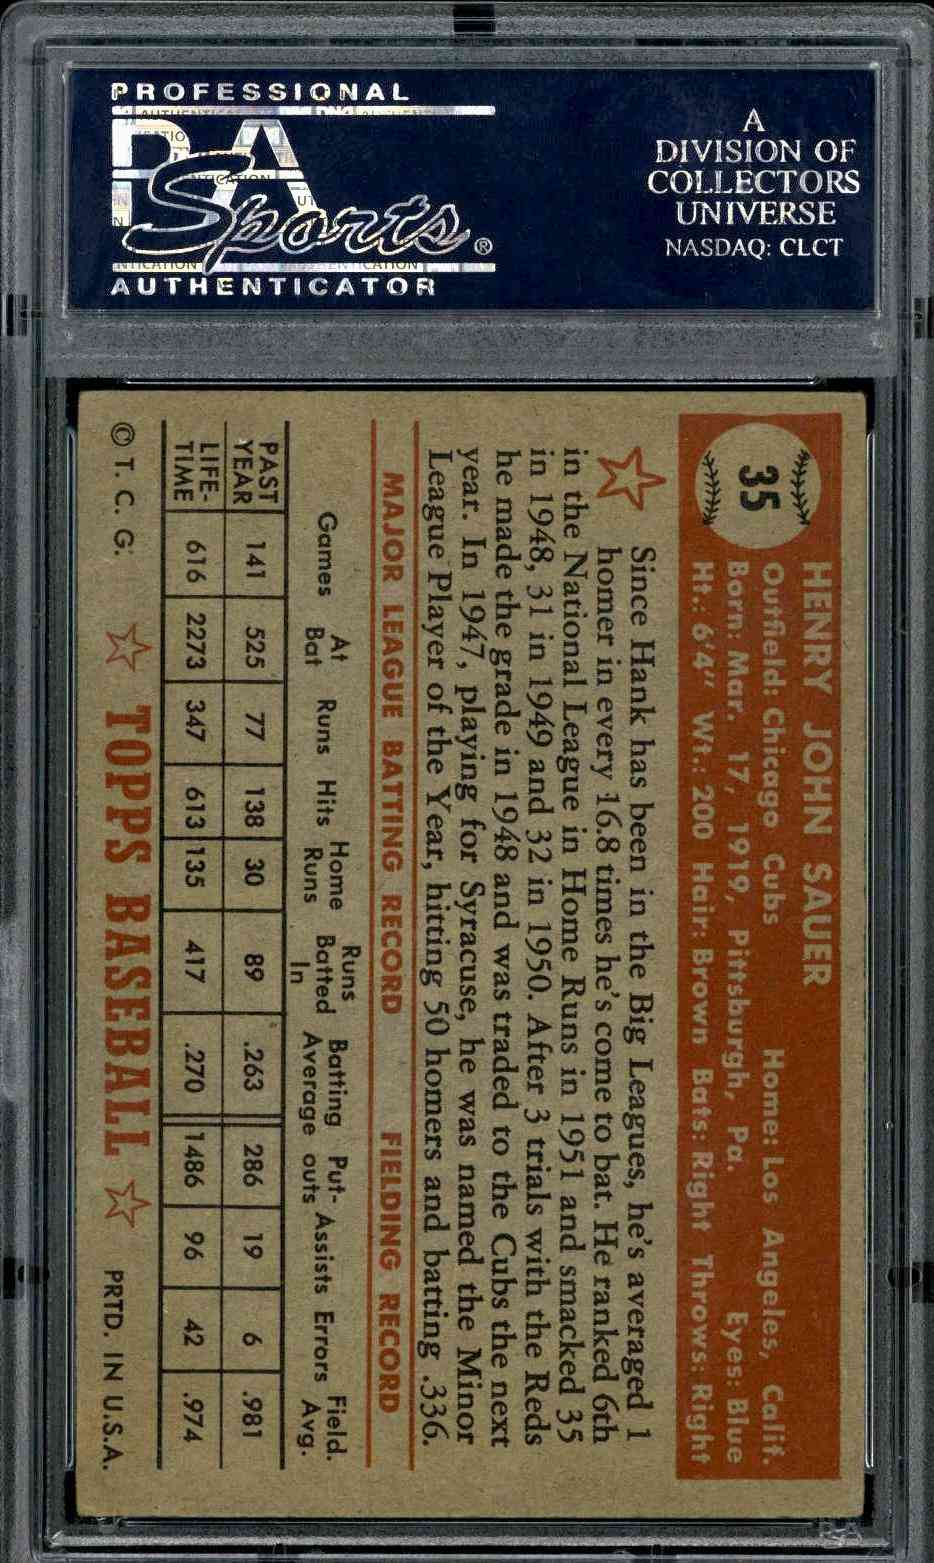 PROFESSIONAL
PSA
Sports®
AUTHENTICATOR
A
DIVISION OF
COLLECTORS
UNIVERSE
NASDAQ: CLCT
35
HENRY JOHN SAUER
Outfield: Chicago Cubs Home: Los Angeles, Calif.
Born: Mar. 17, 1919, Pittsburgh, Pa. Eyes: Blue
Ht.: 6'4" Wt.: 200 Hair: Brown Bats: Right Throws: Right
Since Hank has been in the Big Leagues, he's averaged 1
homer in every 16.8 times he's come to bat. He ranked 6th
in the National League in Home Runs in 1951 and smacked 35
in 1948, 31 in 1949 and 32 in 1950. After 3 trials with the Reds
he made the grade in 1948 and was traded to the Cubs the next
year. In 1947, playing for Syracuse, he was named the Minor
League Player of the Year, hitting 50 homers and batting .336.
MAJOR LEAGUE BATTING RECORD FIELDING RECORD
Games At Bat Runs Hits Home Runs Runs Batted In Batting Average Put-outs Assists Errors Field. Avg.
PAST YEAR 141 525 77 138 30 89 .263 286 19 6 .981
LIFE-TIME 616 2273 347 613 135 417 .270 1486 96 42 .974
© T. C. G. TOPPS BASEBALL PRTD. IN U.S.A.